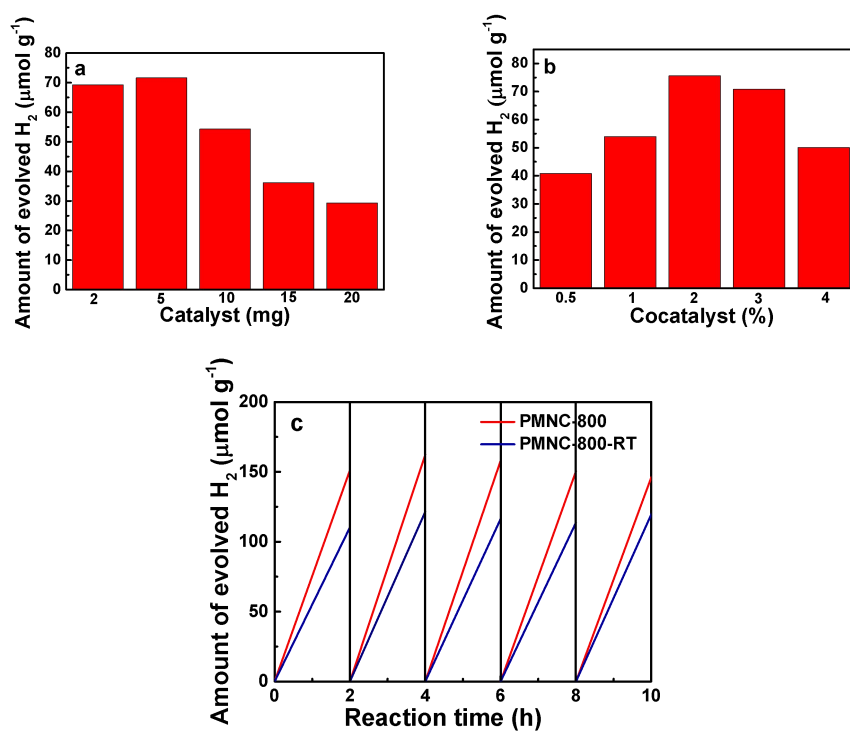 a
Amount of evolved H2 (μmol g-1)
80
70
60
50
40
30
20
10
0
2 5 10 15 20
Catalyst (mg)
b
Amount of evolved H2 (μmol g-1)
80
70
60
50
40
30
20
10
0
0.5 1 2 3 4
Cocatalyst (%)
c
Amount of evolved H2 (μmol g-1)
200
150
100
50
0
PMNC-800
PMNC-800-RT
0 2 4 6 8 10
Reaction time (h)